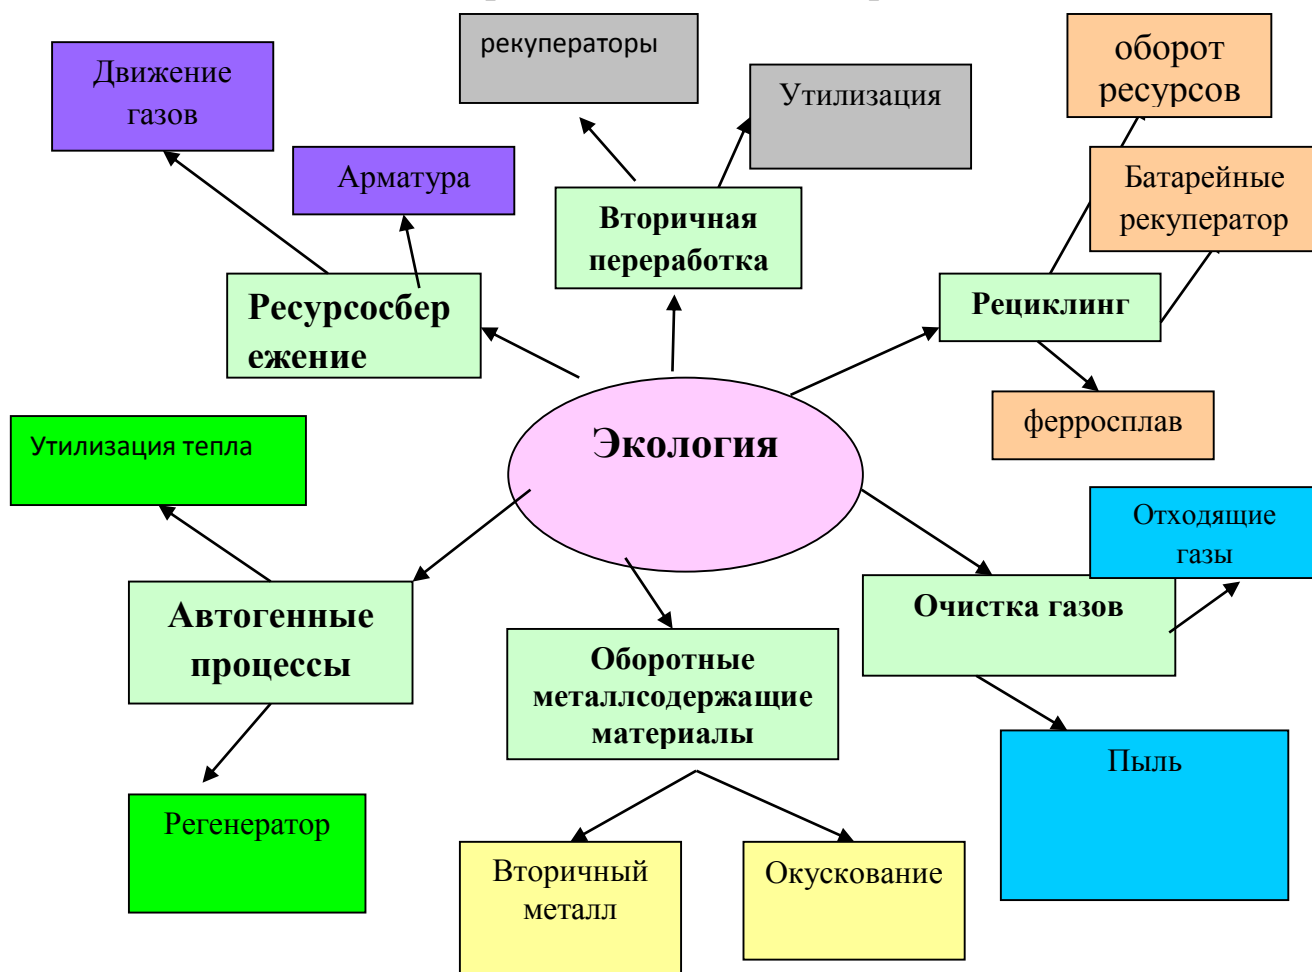 рекуператоры
оборот
ресурсов
Движение
газов
Утилизация
Арматура
Батарейные
рекуператор
Вторичная
переработка
Ресурсосбер
ежение
Рециклинг
ферросплав
Экология
Утилизация тепла
Отходящие
газы
Автогенные
процессы
Очистка газов
Оборотные
металлсодержащие
материалы
Пыль
Регенератор
Вторичный
металл
Окускование